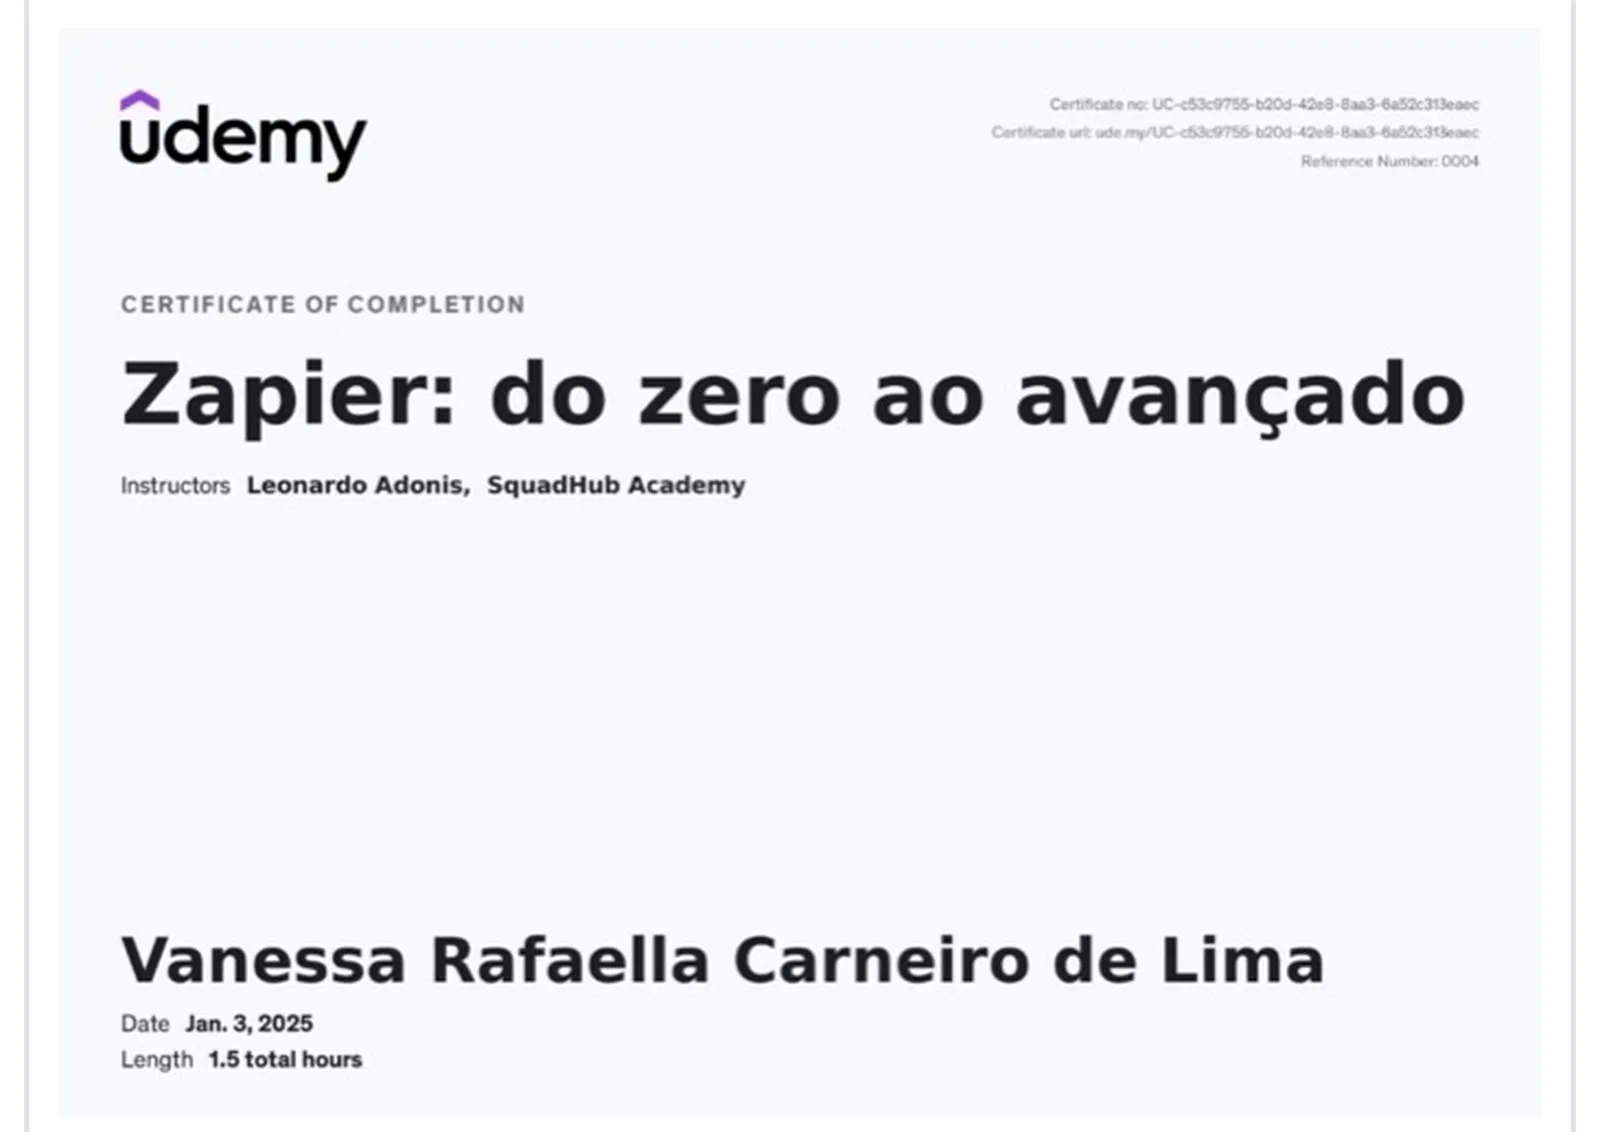 udemy
Certificate no: UC-c53c9755-b20d-42e8-8aa3-6a52c313eaec
Certificate url: ude.my/UC-c53c9755-b20d-42e8-8aa3-6a52c313eaec
Reference Number: 0004
CERTIFICATE OF COMPLETION
Zapier: do zero ao avançado
Instructors Leonardo Adonis, SquadHub Academy
Vanessa Rafaella Carneiro de Lima
Date Jan. 3, 2025
Length 1.5 total hours